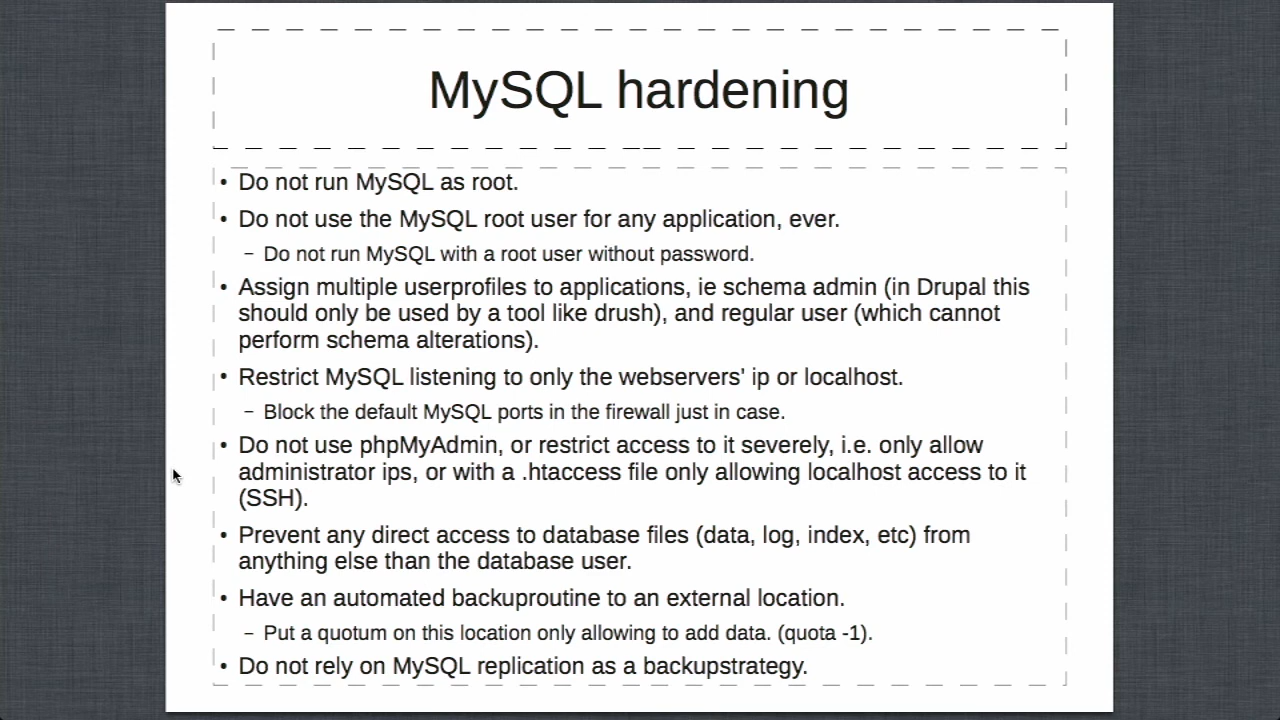 MySQL hardening
• Do not run MySQL as root.
• Do not use the MySQL root user for any application, ever.
– Do not run MySQL with a root user without password.
• Assign multiple userprofiles to applications, ie schema admin (in Drupal this
should only be used by a tool like drush), and regular user (which cannot
perform schema alterations).
• Restrict MySQL listening to only the webservers' ip or localhost.
– Block the default MySQL ports in the firewall just in case.
• Do not use phpMyAdmin, or restrict access to it severely, i.e. only allow
administrator ips, or with a .htaccess file only allowing localhost access to it
(SSH).
• Prevent any direct access to database files (data, log, index, etc) from
anything else than the database user.
• Have an automated backuproutine to an external location.
– Put a quotum on this location only allowing to add data. (quota -1).
• Do not rely on MySQL replication as a backupstrategy.